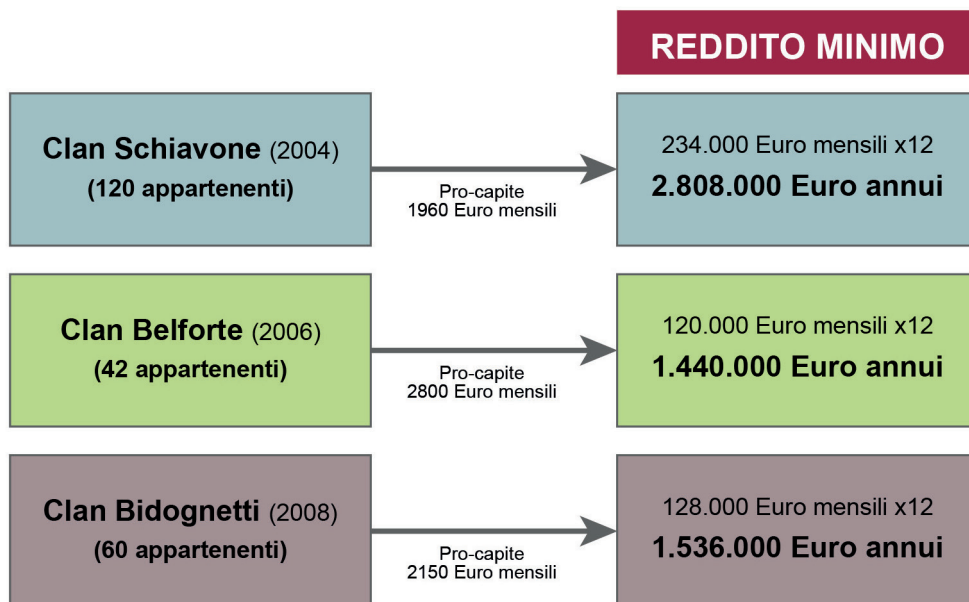 REDDITO MINIMO
Clan Schiavone (2004)
(120 appartenenti)
Pro-capite
1960 Euro mensili
234.000 Euro mensili x12
2.808.000 Euro annui
Clan Belforte (2006)
(42 appartenenti)
Pro-capite
2800 Euro mensili
120.000 Euro mensili x12
1.440.000 Euro annui
Clan Bidognetti (2008)
(60 appartenenti)
Pro-capite
2150 Euro mensili
128.000 Euro mensili x12
1.536.000 Euro annui